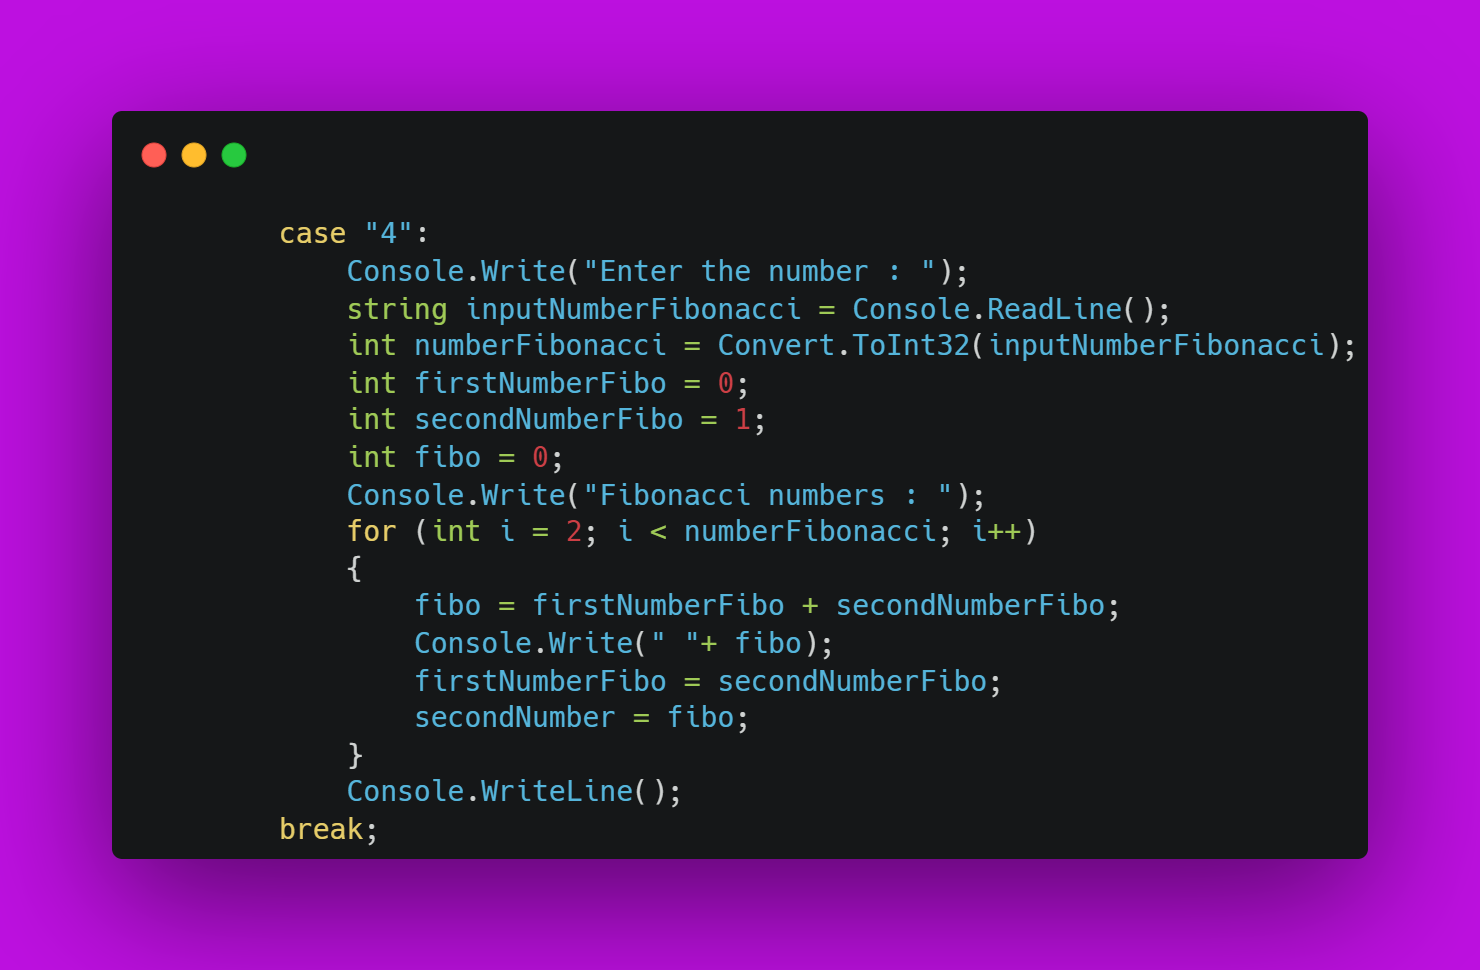 case "4":
Console.Write("Enter the number : ");
string inputNumberFibonacci = Console.ReadLine();
int numberFibonacci = Convert.ToInt32(inputNumberFibonacci);
int firstNumberFibo = 0;
int secondNumberFibo = 1;
int fibo = 0;
Console.Write("Fibonacci numbers : ");
for (int i = 2; i < numberFibonacci; i++)
{
fibo = firstNumberFibo + secondNumberFibo;
Console.Write(" "+ fibo);
firstNumberFibo = secondNumberFibo;
secondNumber = fibo;
}
Console.WriteLine();
break;